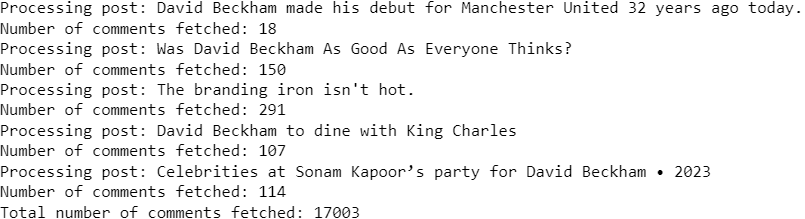 Processing post: David Beckham made his debut for Manchester United 32 years ago today.
Number of comments fetched: 18
Processing post: Was David Beckham As Good As Everyone Thinks?
Number of comments fetched: 150
Processing post: The branding iron isn't hot.
Number of comments fetched: 291
Processing post: David Beckham to dine with King Charles
Number of comments fetched: 107
Processing post: Celebrities at Sonam Kapoor’s party for David Beckham • 2023
Number of comments fetched: 114
Total number of comments fetched: 17003